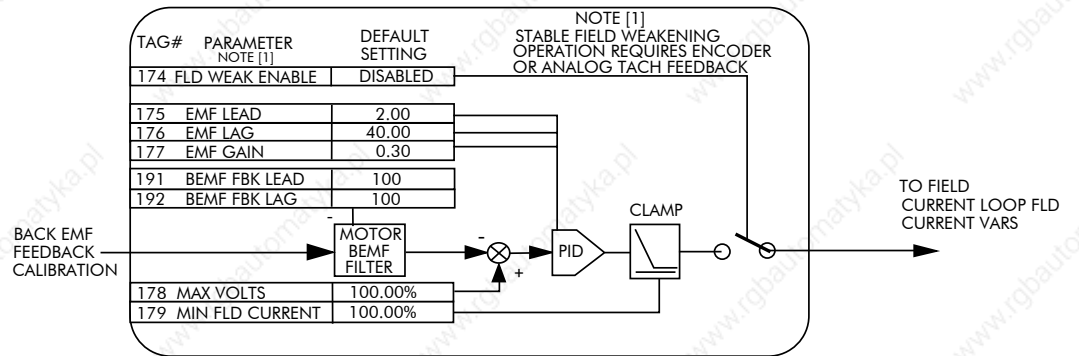 NOTE [1]
STABLE FIELD WEAKENING
OPERATION REQUIRES ENCODER
OR ANALOG TACH FEEDBACK
TAG# PARAMETER DEFAULT
NOTE [1] SETTING
174 FLD WEAK ENABLE DISABLED
175 EMF LEAD 2.00
176 EMF LAG 40.00
177 EMF GAIN 0.30
191 BEMF FBK LEAD 100
192 BEMF FBK LAG 100
BACK EMF
FEEDBACK
CALIBRATION
-
MOTOR
BEMF
FILTER
-
+
PID
CLAMP
TO FIELD
CURRENT LOOP FLD
CURRENT VARS
178 MAX VOLTS 100.00%
179 MIN FLD CURRENT 100.00%
www.rgbautomatyka.pl